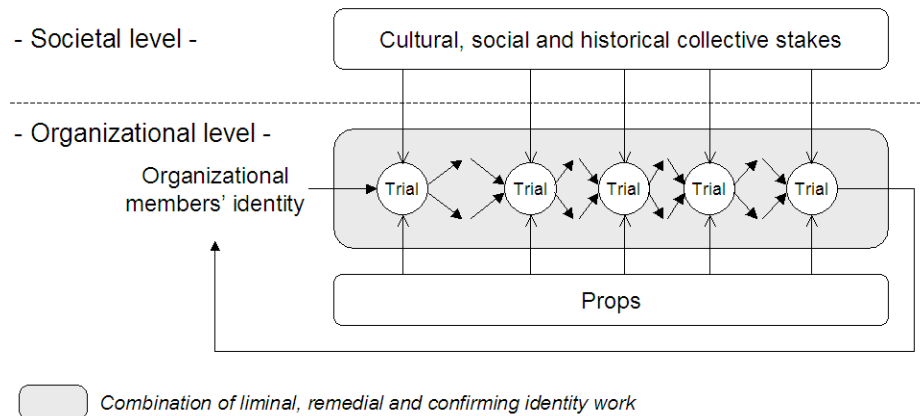 - Societal level -
Cultural, social and historical collective stakes
- Organizational level -
Organizational
members’ identity
Trial
Trial
Trial
Trial
Trial
Props
Combination of liminal, remedial and confirming identity work